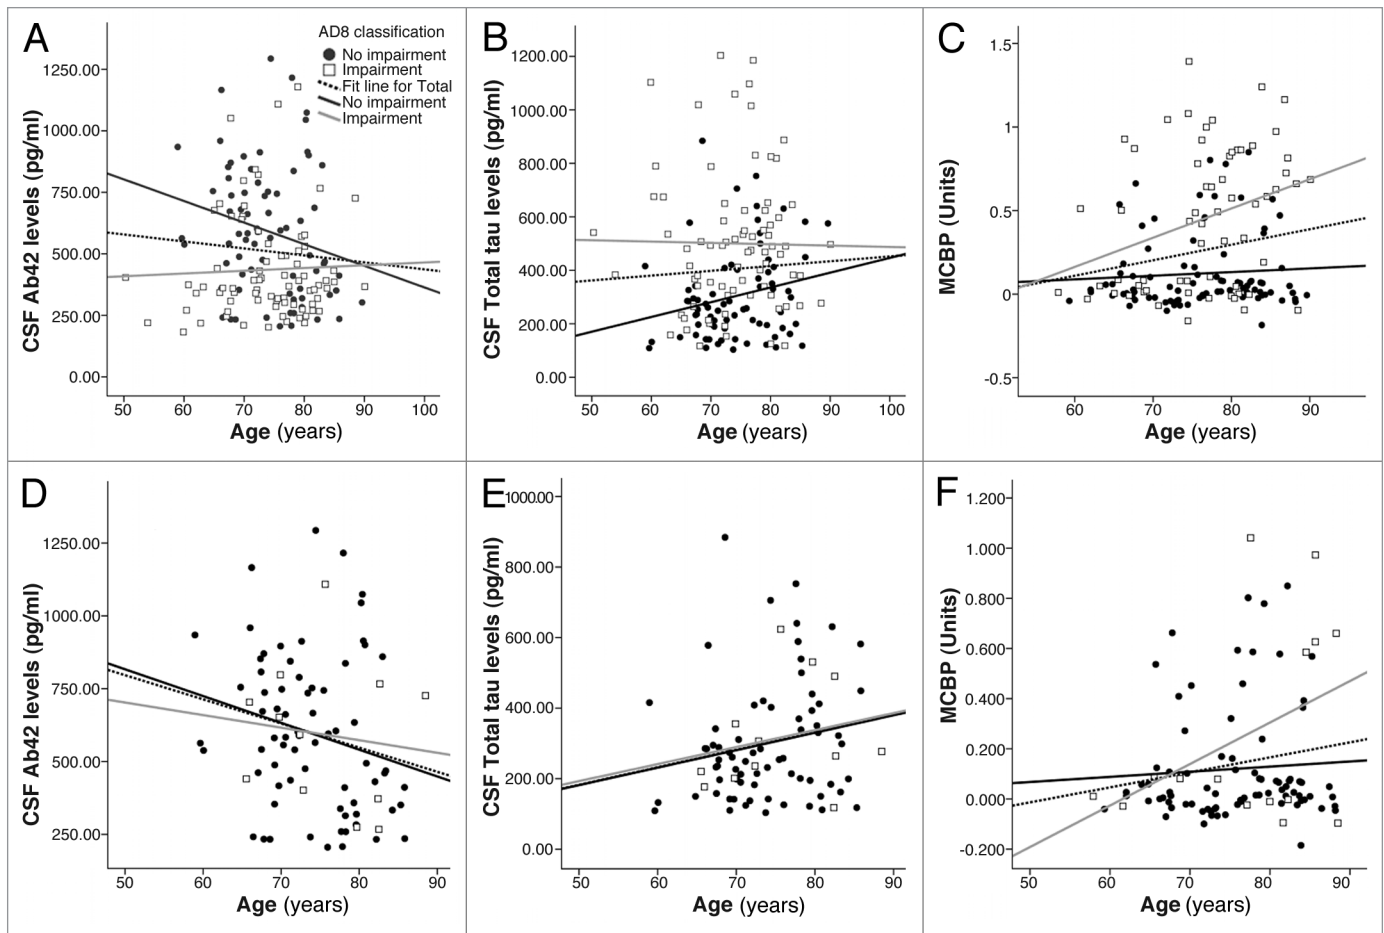 A
CSF Ab42 levels (pg/ml)
1250.00
1000.00
750.00
500.00
250.00
0.00
50 60 70 80 90 100
Age (years)
AD8 classification
No impairment
Impairment
Fit line for Total
No impairment
Impairment
B
CSF Total tau levels (pg/ml)
1200.00
1000.00
800.00
600.00
400.00
200.00
0.00
50 60 70 80 90 100
Age (years)
C
MCBP (Units)
1.5
1
0.5
0
-0.5
60 70 80 90
Age (years)
D
CSF Ab42 levels (pg/ml)
1250.00
1000.00
750.00
500.00
250.00
50 60 70 80 90
Age (years)
E
CSF Total tau levels (pg/ml)
1000.00
800.00
600.00
400.00
200.00
0.00
50 60 70 80 90
Age (years)
F
MCBP (Units)
1.200
1.000
0.800
0.600
0.400
0.200
0.000
-0.200
50 60 70 80 90
Age (years)